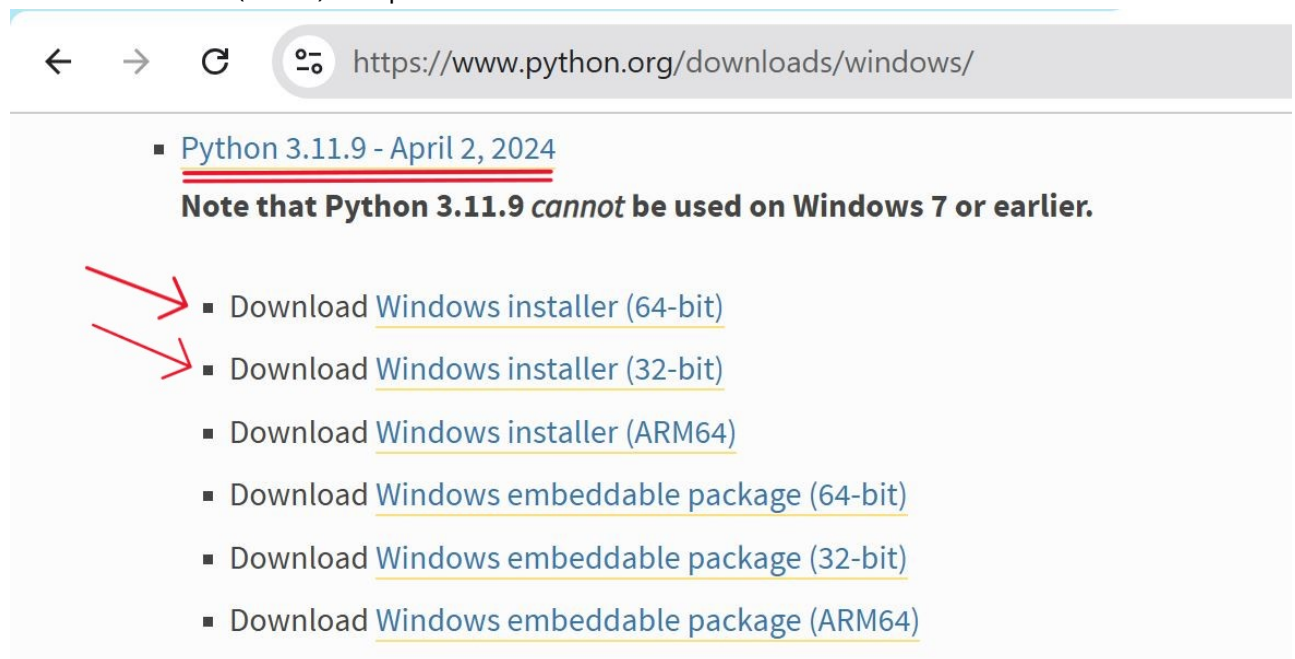 https://www.python.org/downloads/windows/
Python 3.11.9 - April 2, 2024
Note that Python 3.11.9 cannot be used on Windows 7 or earlier.
Download Windows installer (64-bit)
Download Windows installer (32-bit)
Download Windows installer (ARM64)
Download Windows embeddable package (64-bit)
Download Windows embeddable package (32-bit)
Download Windows embeddable package (ARM64)